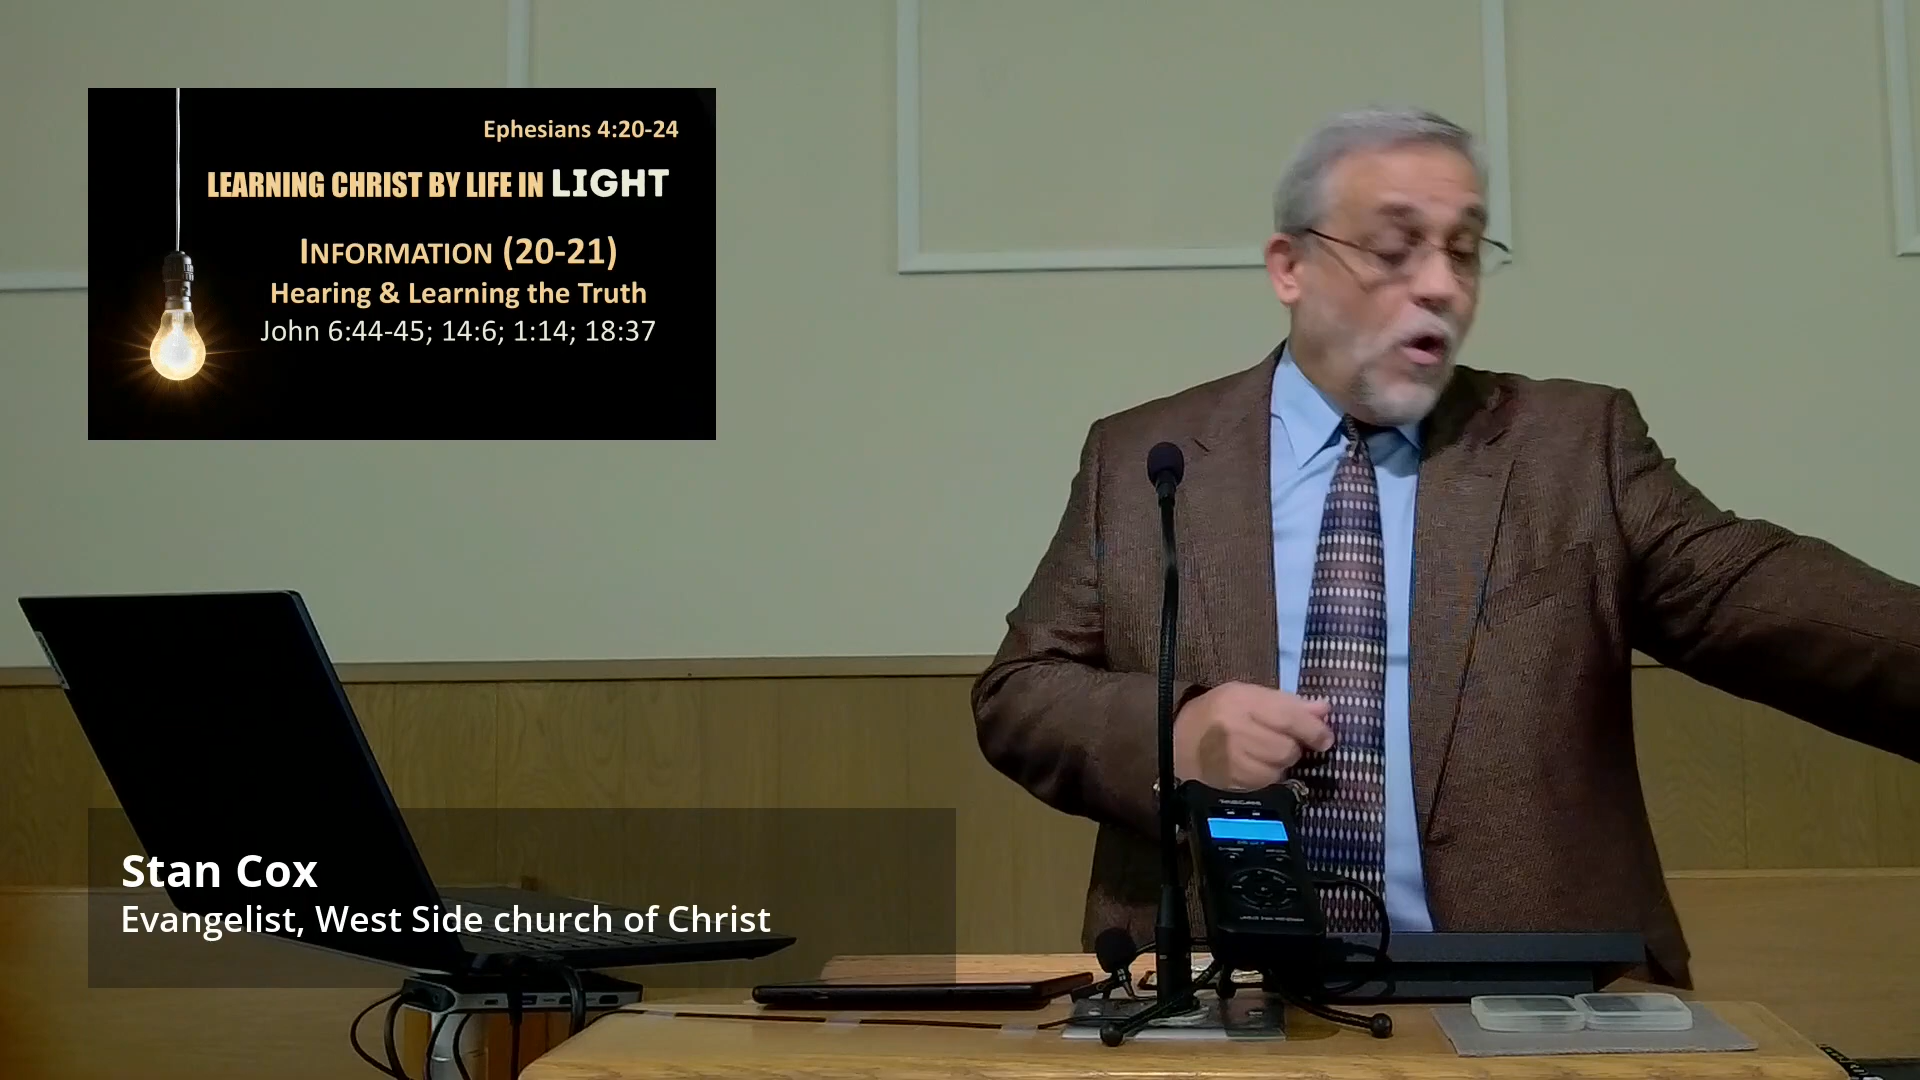 Ephesians 4:20-24
LEARNING CHRIST BY LIFE IN LIGHT
INFORMATION (20-21)
Hearing & Learning the Truth
John 6:44-45; 14:6; 1:14; 18:37
Stan Cox
Evangelist, West Side church of Christ